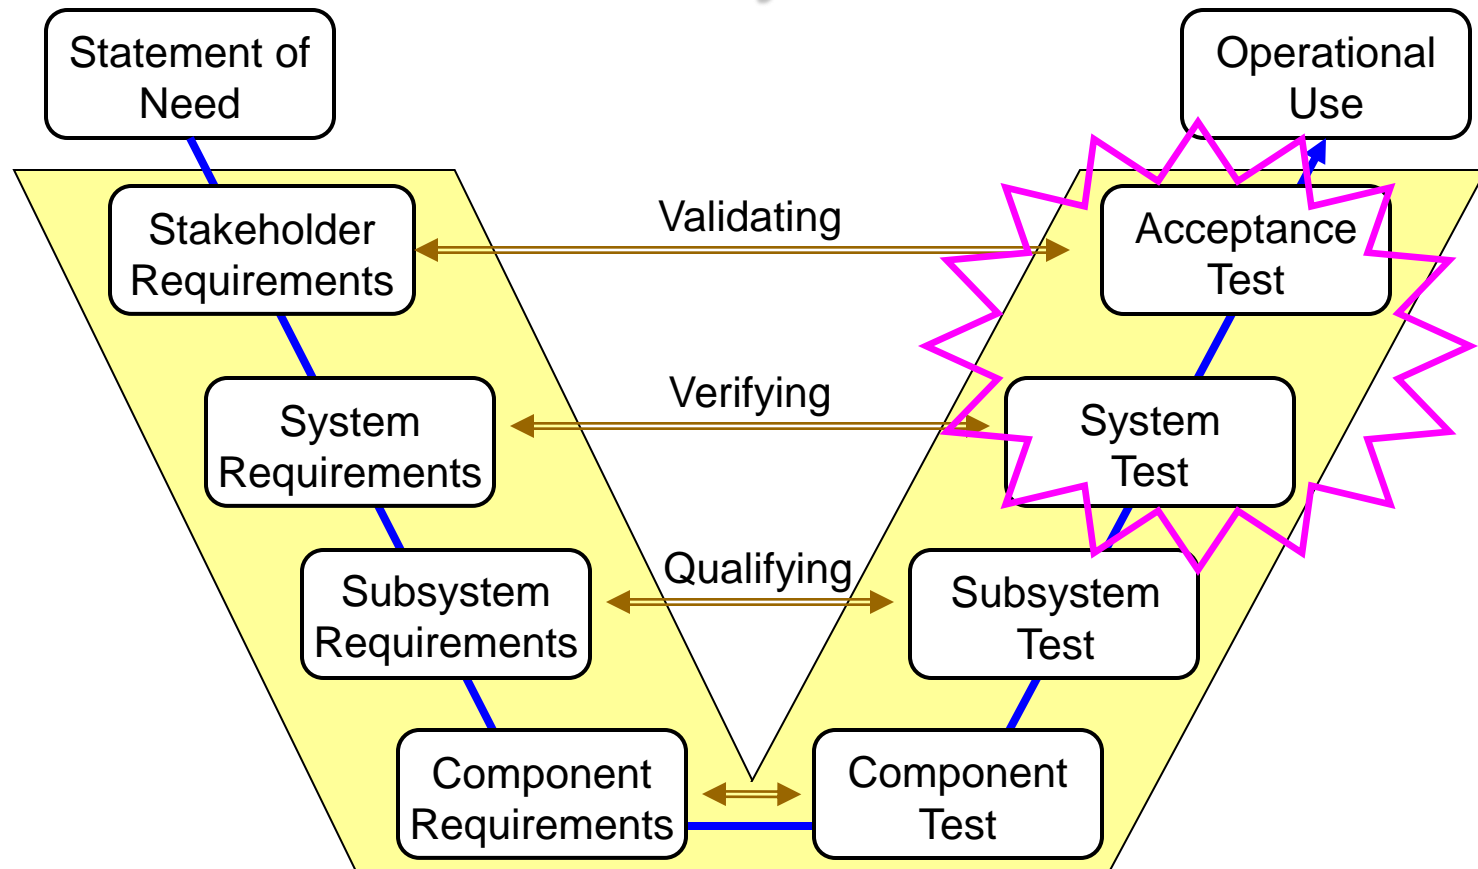 Statement of
Need
Operational
Use
Stakeholder
Requirements
Validating
Acceptance
Test
System
Requirements
Verifying
System
Test
Subsystem
Requirements
Qualifying
Subsystem
Test
Component
Requirements
Component
Test